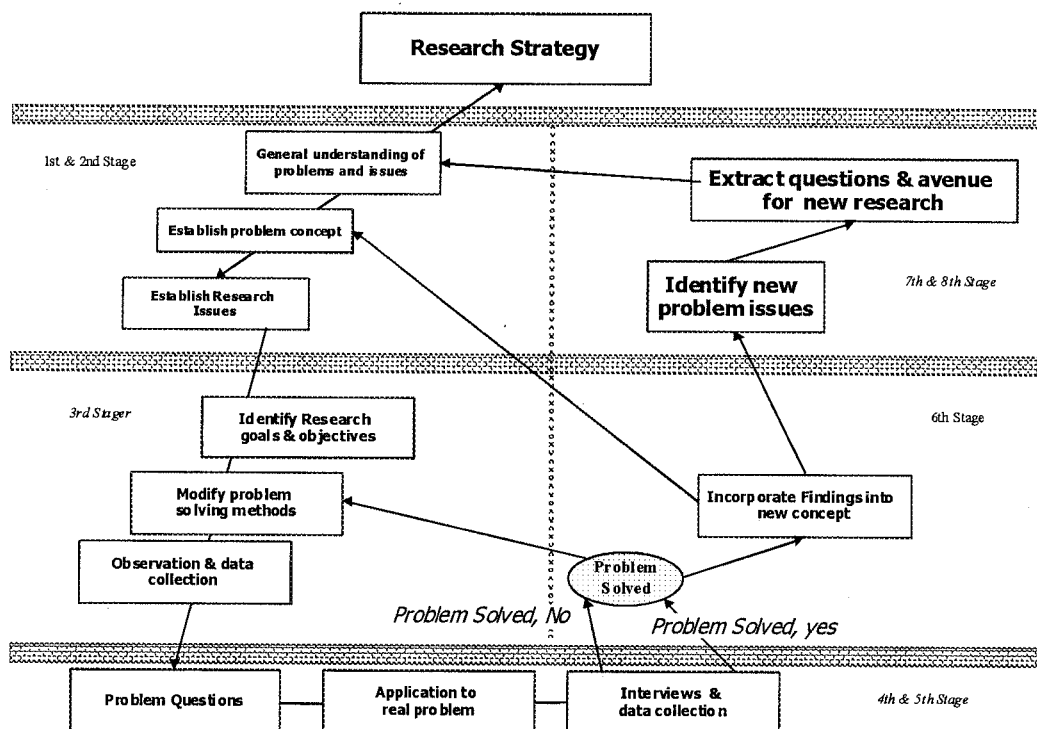 Research Strategy
1st & 2nd Stage
General understanding of
problems and issues
Extract questions & avenue
for new research
Establish problem concept
Establish Research
Issues
Identify new
problem issues
7th & 8th Stage
3rd Stager
Identify Research
goals & objectives
6th Stage
Modify problem
solving methods
Incorporate Findings into
new concept
Observation & data
collection
Problem
Solved
Problem Solved, No
Problem Solved, yes
Problem Questions
Application to
real problem
Interviews &
data collection
4th & 5th Stage